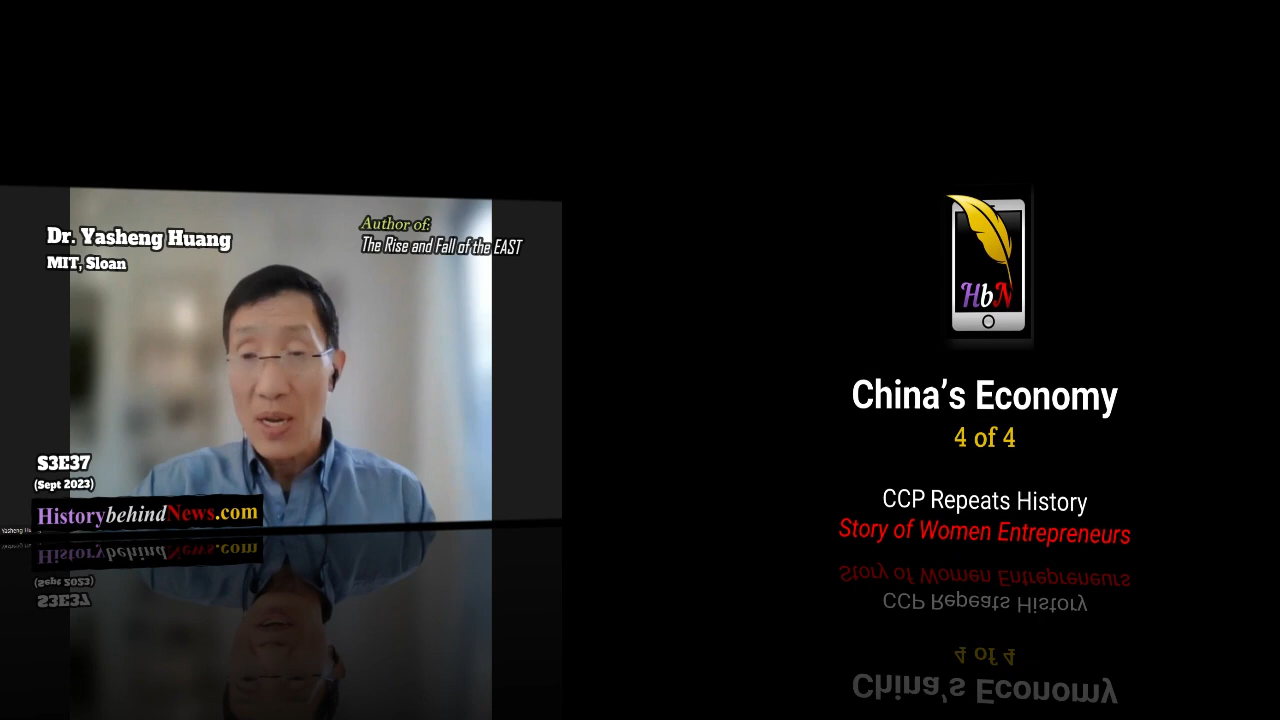 Dr. Yasheng Huang
MIT, Sloan
Author of:
The Rise and Fall of the EAST
S3E37
(Sept 2023)
HistorybehindNews.com
HbN
China's Economy
4 of 4
CCP Repeats History
Story of Women Entrepreneurs